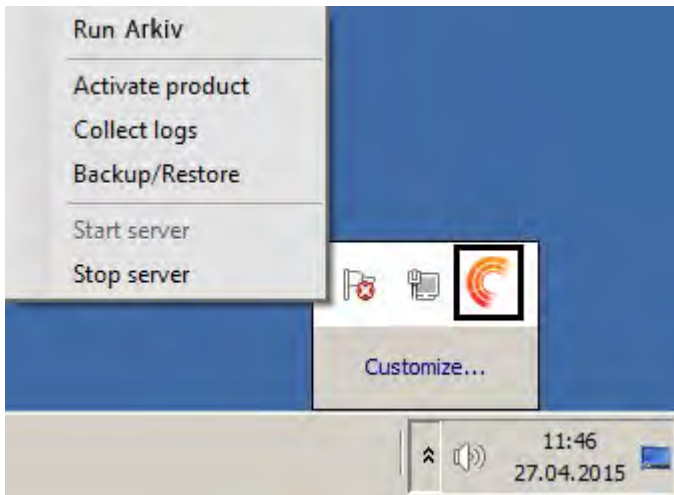 Run Arkiv
Activate product
Collect logs
Backup/Restore
Start server
Stop server
Customize...
11:46
27.04.2015